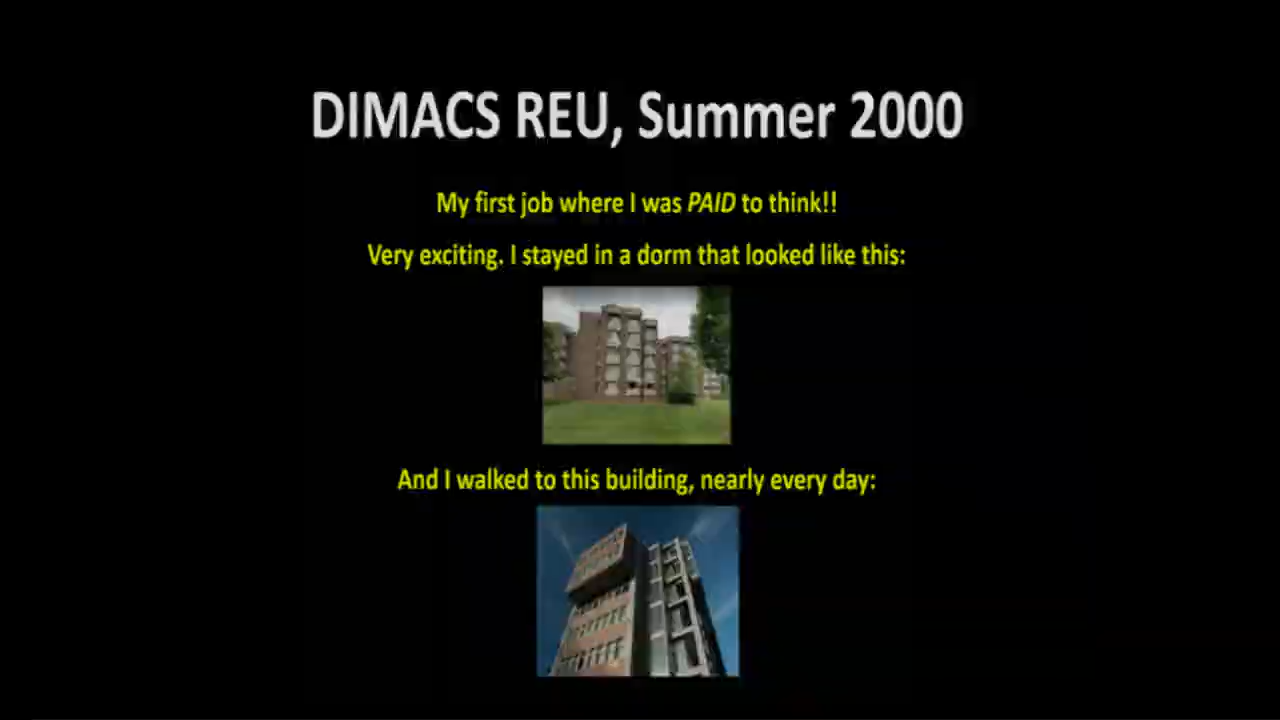 DIMACS REU, Summer 2000
My first job where I was PAID to think!!
Very exciting. I stayed in a dorm that looked like this:
And I walked to this building, nearly every day: